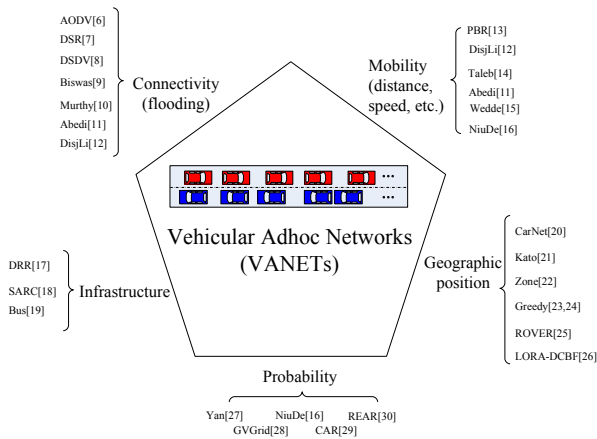 AODV[6]
DSR[7]
DSDV[8]
Biswas[9]
Murthy[10]
Abedi[11]
DisjLi[12]
Connectivity
(flooding)
Mobility
(distance,
speed, etc.)
PBR[13]
DisjLi[12]
Taleb[14]
Abedi[11]
Wedde[15]
NiuDe[16]
...
...
Vehicular Adhoc Networks
(VANETs)
DRR[17]
SARC[18]
Bus[19]
Infrastructure
Geographic
position
CarNet[20]
Kato[21]
Zone[22]
Greedy[23,24]
ROVER[25]
LORA-DCBF[26]
Probability
Yan[27] NiuDe[16] REAR[30]
GVGrid[28] CAR[29]